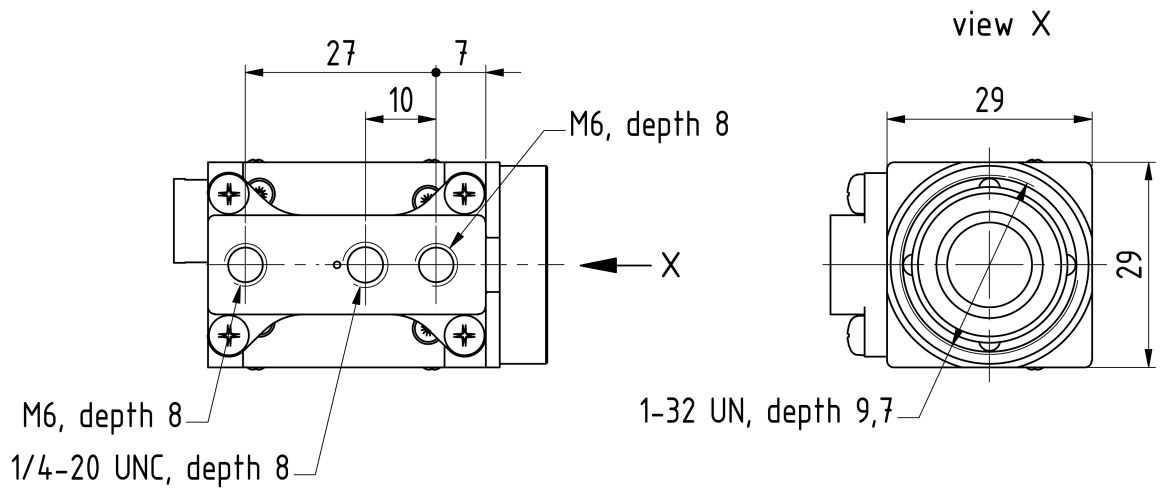 view X
27
7
10
M6, depth 8
29
X
29
M6, depth 8
1-32 UN, depth 9,7
1/4-20 UNC, depth 8